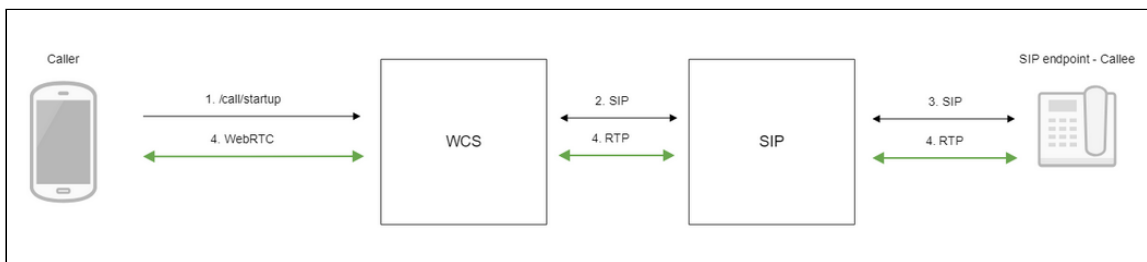 Caller
SIP endpoint - Callee
1. /call/startup
2. SIP
3. SIP
4. WebRTC
WCS
4. RTP
SIP
4. RTP